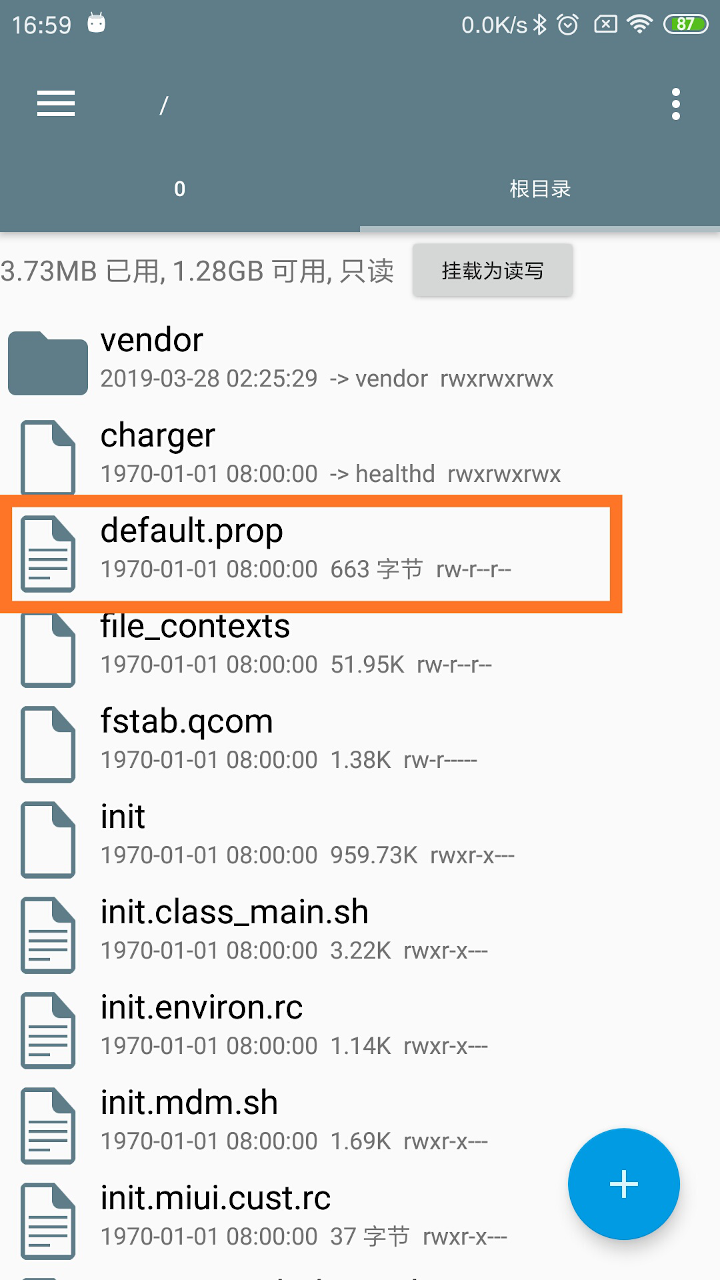 16:59 0.0K/s 87
/
0 根目录
3.73MB 已用, 1.28GB 可用, 只读 挂载为读写
vendor
2019-03-28 02:25:29 -> vendor rwxrwxrwx
charger
1970-01-01 08:00:00 -> healthd rwxrwxrwx
default.prop
1970-01-01 08:00:00 663 字节 rw-r--r--
file_contexts
1970-01-01 08:00:00 51.95K rw-r--r--
fstab.qcom
1970-01-01 08:00:00 1.38K rw-r-----
init
1970-01-01 08:00:00 959.73K rwxr-x---
init.class_main.sh
1970-01-01 08:00:00 3.22K rwxr-x---
init.environ.rc
1970-01-01 08:00:00 1.14K rwxr-x---
init.mdm.sh
1970-01-01 08:00:00 1.69K rwxr-x---
init.miui.cust.rc
1970-01-01 08:00:00 37 字节 rwxr-x---